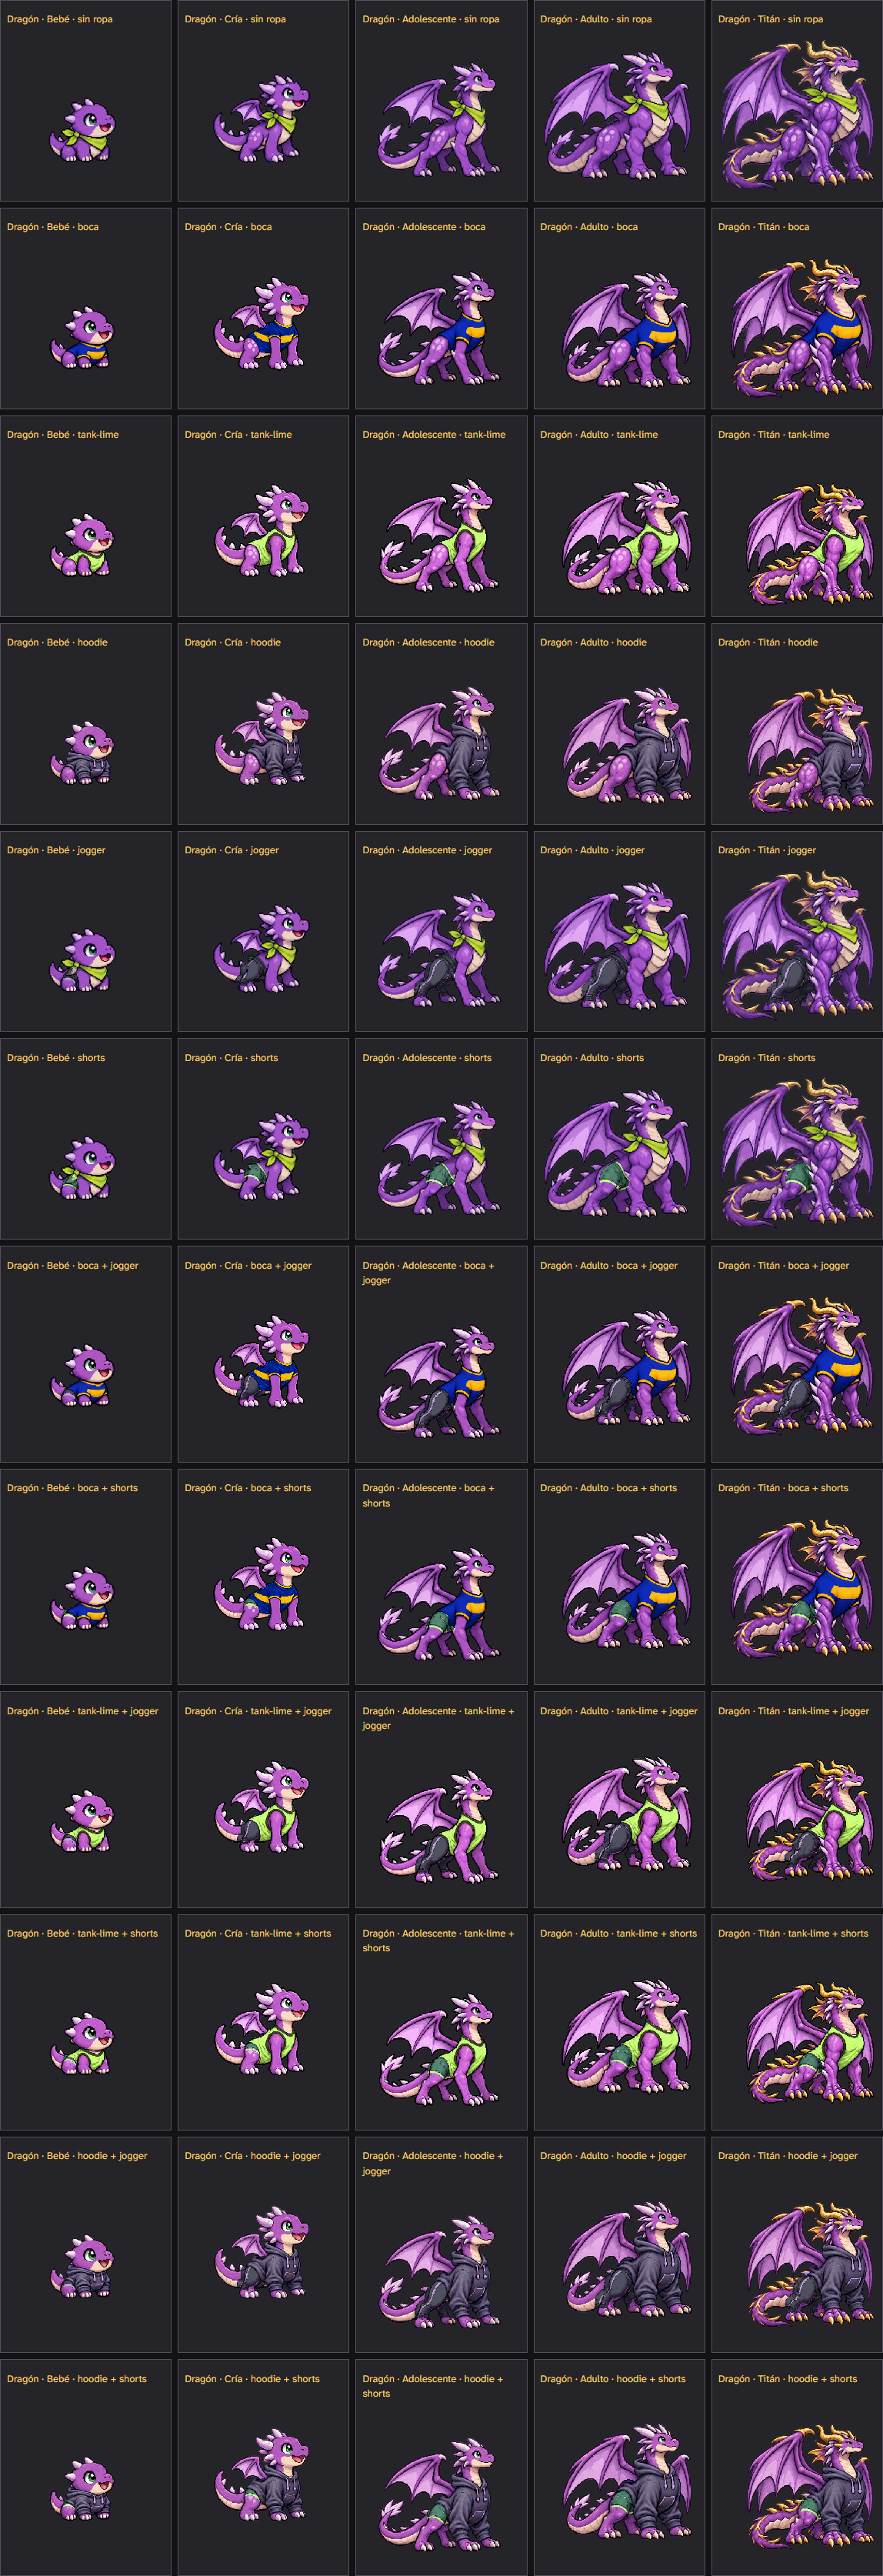 Dragón · Bebé · sin ropa
Dragón · Cría · sin ropa
Dragón · Adolescente · sin ropa
Dragón · Adulto · sin ropa
Dragón · Titán · sin ropa
Dragón · Bebé · boca
Dragón · Cría · boca
Dragón · Adolescente · boca
Dragón · Adulto · boca
Dragón · Titán · boca
Dragón · Bebé · tank-lime
Dragón · Cría · tank-lime
Dragón · Adolescente · tank-lime
Dragón · Adulto · tank-lime
Dragón · Titán · tank-lime
Dragón · Bebé · hoodie
Dragón · Cría · hoodie
Dragón · Adolescente · hoodie
Dragón · Adulto · hoodie
Dragón · Titán · hoodie
Dragón · Bebé · jogger
Dragón · Cría · jogger
Dragón · Adolescente · jogger
Dragón · Adulto · jogger
Dragón · Titán · jogger
Dragón · Bebé · shorts
Dragón · Cría · shorts
Dragón · Adolescente · shorts
Dragón · Adulto · shorts
Dragón · Titán · shorts
Dragón · Bebé · boca + jogger
Dragón · Cría · boca + jogger
Dragón · Adolescente · boca +
jogger
Dragón · Adulto · boca + jogger
Dragón · Titán · boca + jogger
Dragón · Bebé · boca + shorts
Dragón · Cría · boca + shorts
Dragón · Adolescente · boca +
shorts
Dragón · Adulto · boca + shorts
Dragón · Titán · boca + shorts
Dragón · Bebé · tank-lime + jogger
Dragón · Cría · tank-lime + jogger
Dragón · Adolescente · tank-lime +
jogger
Dragón · Adulto · tank-lime + jogger
Dragón · Titán · tank-lime + jogger
Dragón · Bebé · tank-lime + shorts
Dragón · Cría · tank-lime + shorts
Dragón · Adolescente · tank-lime +
shorts
Dragón · Adulto · tank-lime + shorts
Dragón · Titán · tank-lime + shorts
Dragón · Bebé · hoodie + jogger
Dragón · Cría · hoodie + jogger
Dragón · Adolescente · hoodie +
jogger
Dragón · Adulto · hoodie + jogger
Dragón · Titán · hoodie + jogger
Dragón · Bebé · hoodie + shorts
Dragón · Cría · hoodie + shorts
Dragón · Adolescente · hoodie +
shorts
Dragón · Adulto · hoodie + shorts
Dragón · Titán · hoodie + shorts